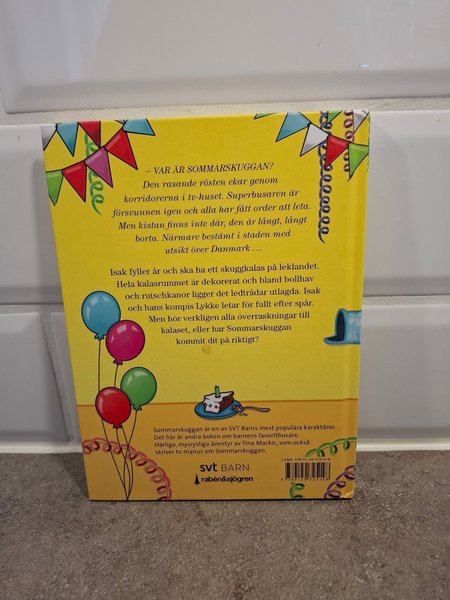 – VAR ÄR SOMMARSKUGGAN?
Den rasande rösten ekar genom
korridorerna i tv-huset. Superbusaren är
försvunnen igen och alla har fått order att leta.
Men kistan finns inte där, den är långt, långt
borta. Närmare bestämt i staden med
utsikt över Danmark ...
Isak fyller år och ska ha ett skuggkalas på leklandet.
Hela kalasrummet är dekorerat och bland bollhav
och rutschkanor ligger det ledtrådar utlagda. Isak
och hans kompis Lykke letar för fullt efter spår.
Men hör verkligen alla överraskningar till
kalaset, eller har Sommarskuggan
kommit dit på riktigt?
Sommarskuggan är en av SVT Barns mest populära karaktärer.
Det här är andra boken om barnens favoritbusare.
Härliga, mysrysliga äventyr av Tina Mackic, som också
skriver tv-manus om Sommarskuggan.
svt BARN
rabén&sjögren
ISBN